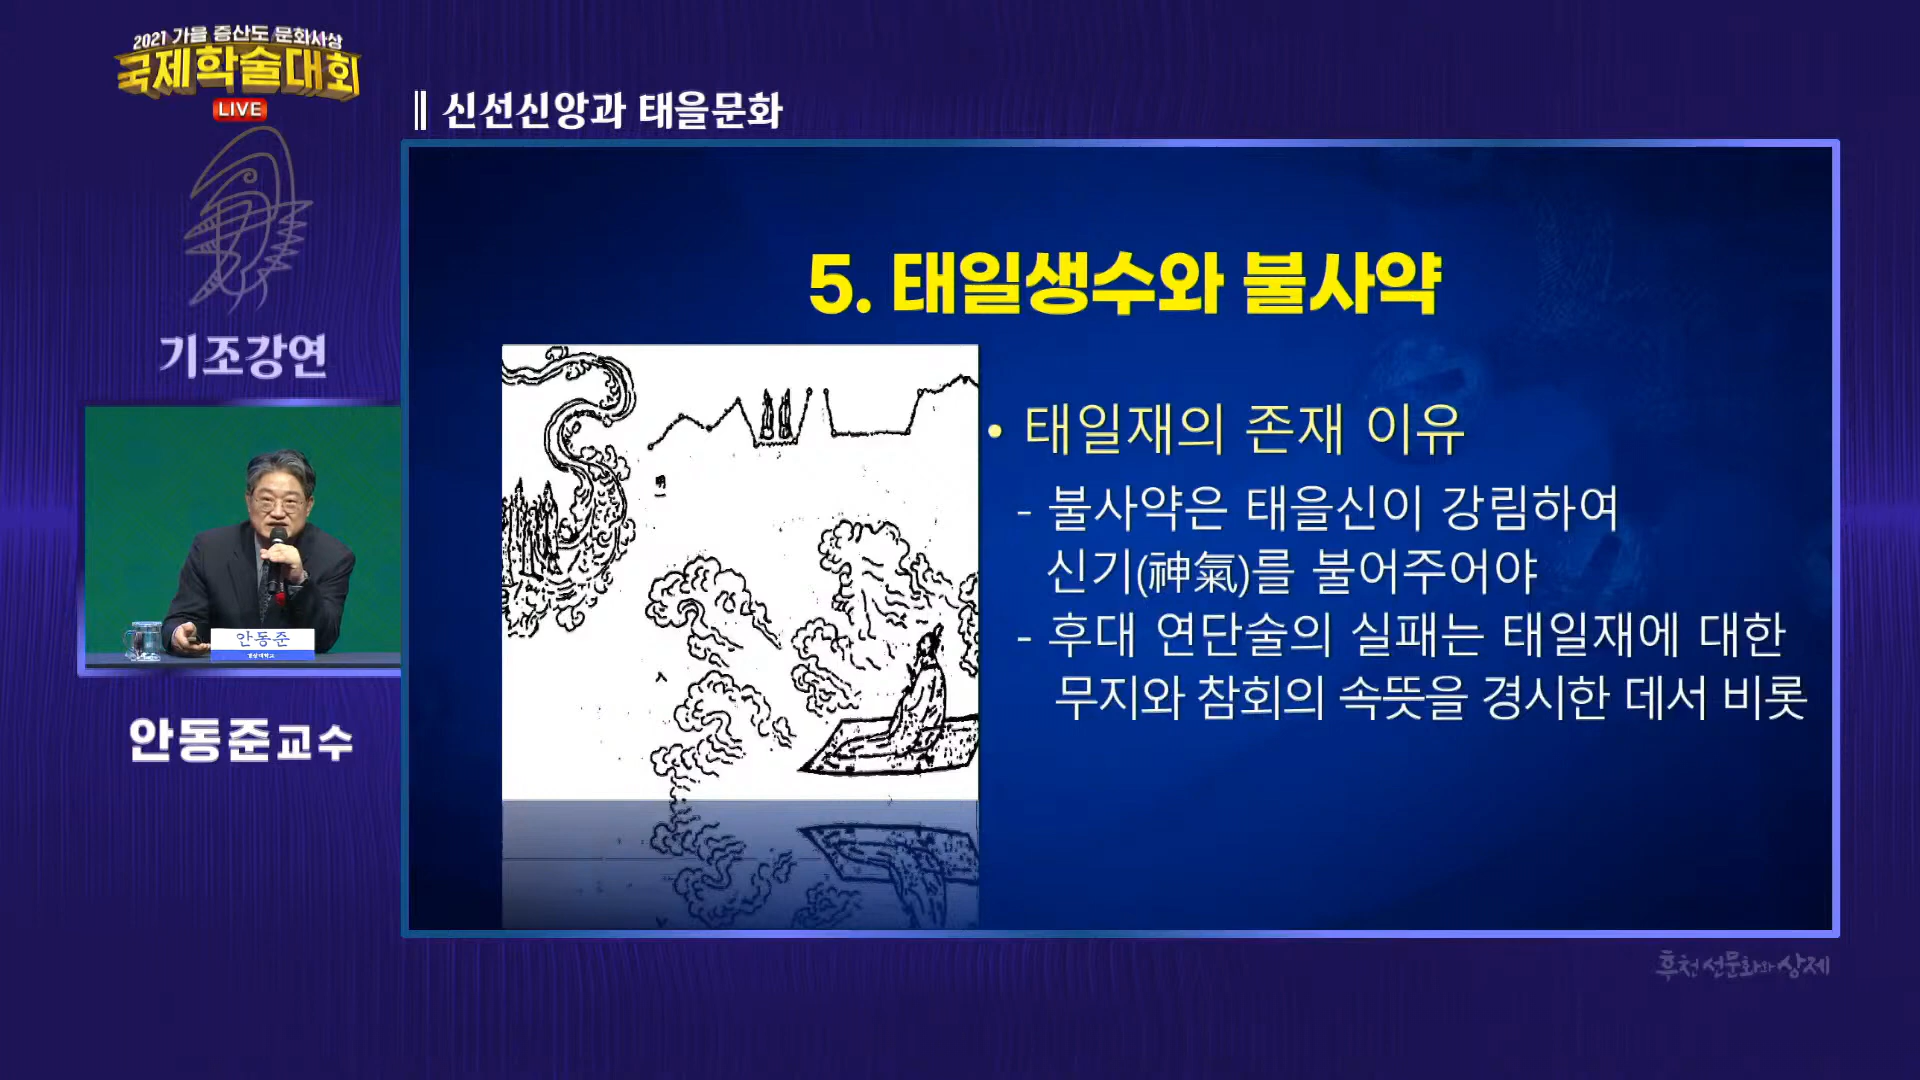 2021 가을 증산도 문화사상
국제학술대회
LIVE
신선신앙과 태을문화
기조강연
안동준
경상대학교
안동준교수
5. 태일생수와 불사약
• 태일재의 존재 이유
- 불사약은 태을신이 강림하여
신기(神氣)를 불어주어야
- 후대 연단술의 실패는 태일재에 대한
무지와 참회의 속뜻을 경시한 데서 비롯
후천 선문화와 상제